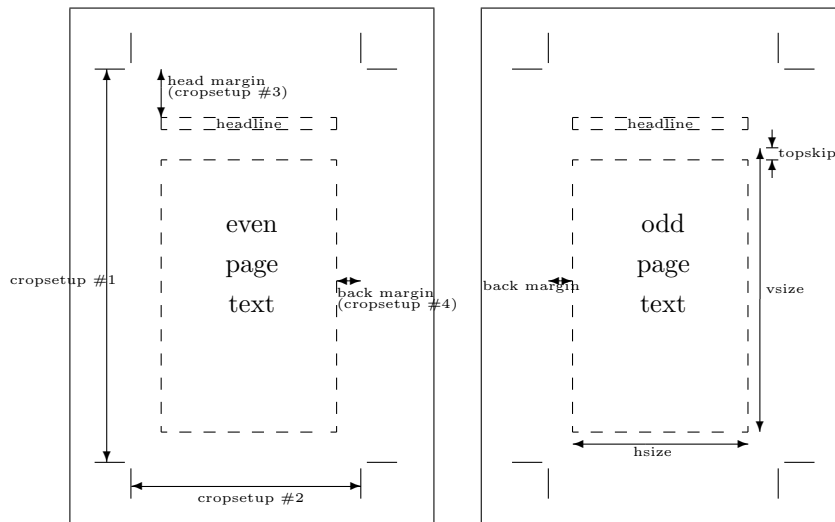 head margin
(cropsetup #3)
headline
even
page
text
cropsetup #1
back margin
(cropsetup #4)
cropsetup #2
headline
topskip
odd
page
text
back margin
vsize
hsize